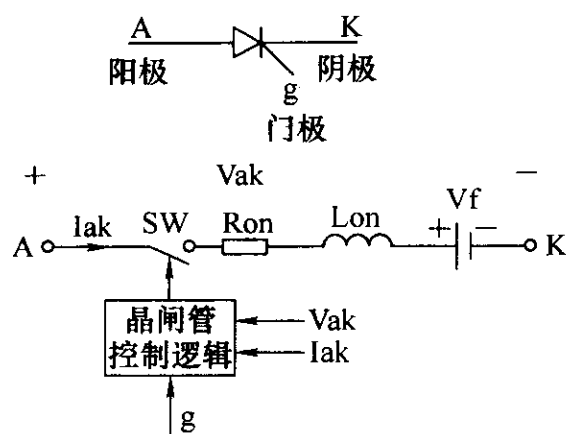 A K
阳极 阴极
g
门极
+ Vak −
Iak SW Ron Lon Vf
+ −
A K
晶闸管
控制逻辑
Vak
Iak
g